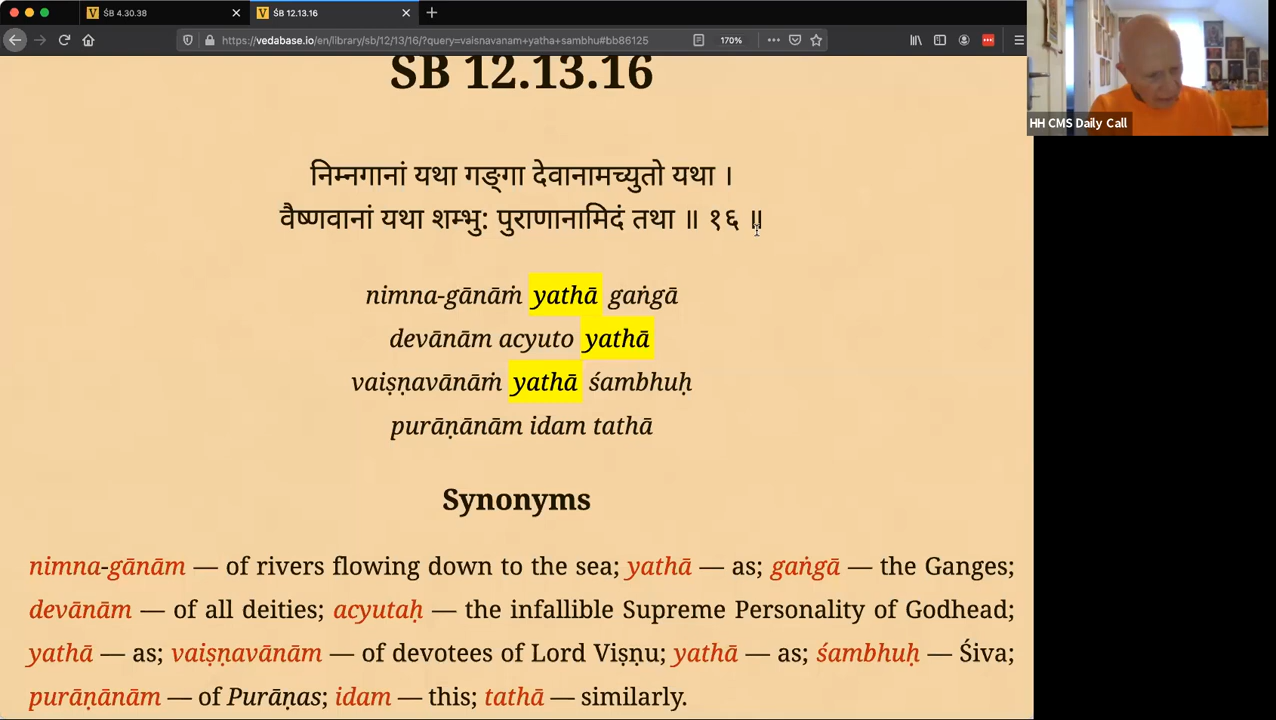 ŚB 4.30.38
ŚB 12.13.16
https://vedabase.io/en/library/sb/12/13/16/?query=vaisnavanam+yatha+sambhu#bb86125
170%
HH CMS Daily Call
ŚB 12.13.16
निम्नगानां यथा गङ्गा देवानामच्युतो यथा ।
वैष्णवानां यथा शम्भु: पुराणानामिदं तथा ॥ १६ ॥
nimna-gānāṁ yathā gaṅgā
devānām acyuto yathā
vaiṣṇavānāṁ yathā śambhuḥ
purāṇānām idam tathā
Synonyms
nimna-gānām — of rivers flowing down to the sea; yathā — as; gaṅgā — the Ganges;
devānām — of all deities; acyutaḥ — the infallible Supreme Personality of Godhead;
yathā — as; vaiṣṇavānām — of devotees of Lord Viṣṇu; yathā — as; śambhuḥ — Śiva;
purāṇānām — of Purāṇas; idam — this; tathā — similarly.